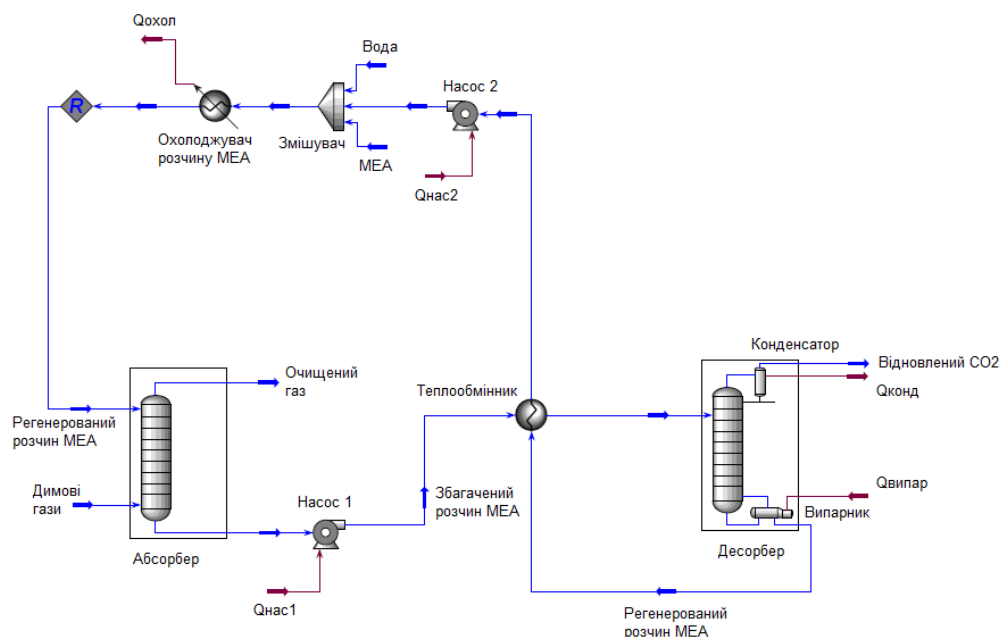 Qохол
Вода
Насос 2
R
Охолоджувач
розчину МЕА
Змішувач
МЕА
Qнас2
Конденсатор
Відновлений СО2
Qконд
Очищений
газ
Теплообмінник
Регенерований
розчин МЕА
Димові
гази
Насос 1
Збагачений
розчин МЕА
Qвипар
Випарник
Абсорбер
Десорбер
Qнас1
Регенерований
розчин МЕА